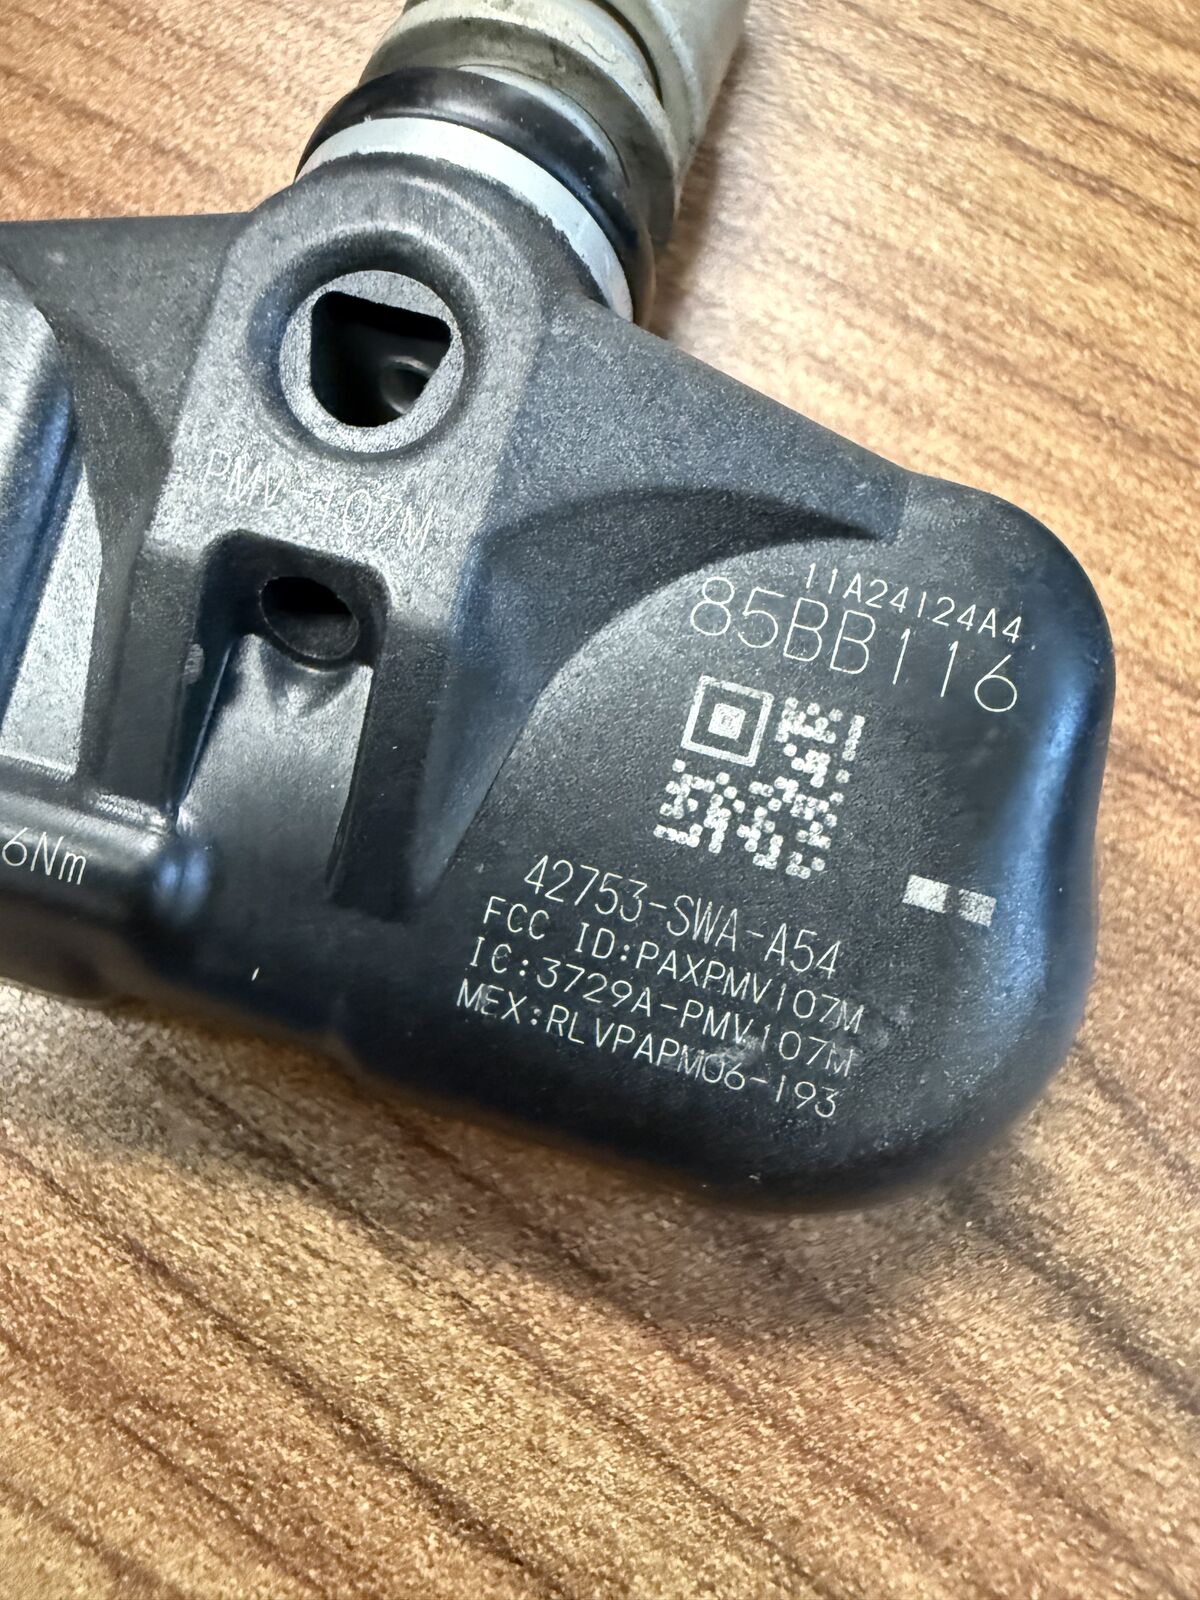 PMV-107M
11A24124A4
85BB116
6Nm
42753-SWA-A54
FCC ID:PAXPMV107M
IC:3729A-PMV107M
MEX:RLVPAPM06-193